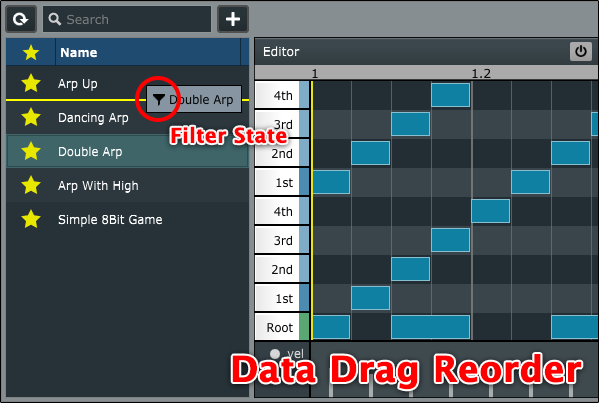 Search
Name
Arp Up
Double Arp
Dancing Arp
Filter State
Double Arp
Arp With High
Simple 8Bit Game
Editor
1 1.2
4th
3rd
2nd
1st
4th
3rd
2nd
1st
Root
vel
Data Drag Reorder